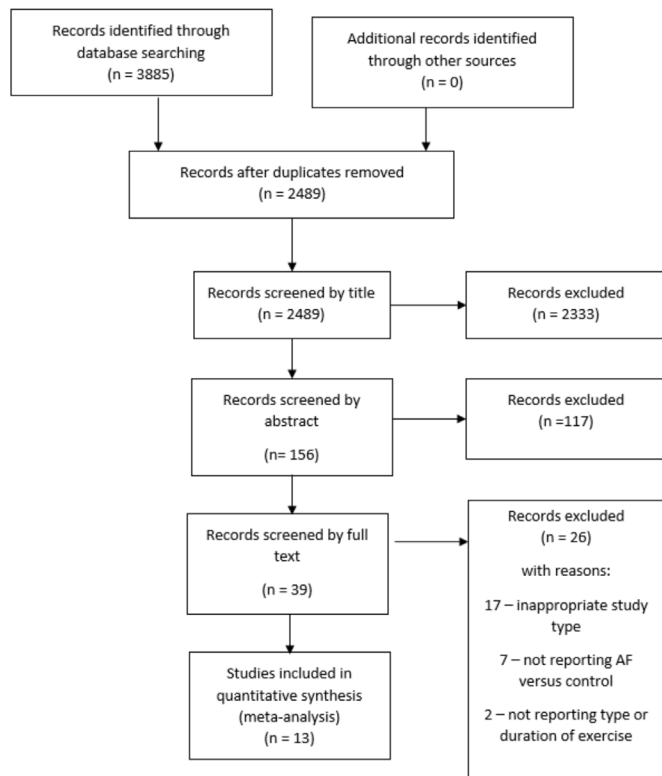 Records identified through
database searching
(n = 3885)
Additional records identified
through other sources
(n = 0)
Records after duplicates removed
(n = 2489)
Records screened by title
(n = 2489)
Records excluded
(n = 2333)
Records screened by
abstract
(n= 156)
Records excluded
(n =117)
Records screened by full
text
(n = 39)
Records excluded
(n = 26)
with reasons:
17 – inappropriate study
type
7 – not reporting AF
versus control
2 – not reporting type or
duration of exercise
Studies included in
quantitative synthesis
(meta-analysis)
n = 13)